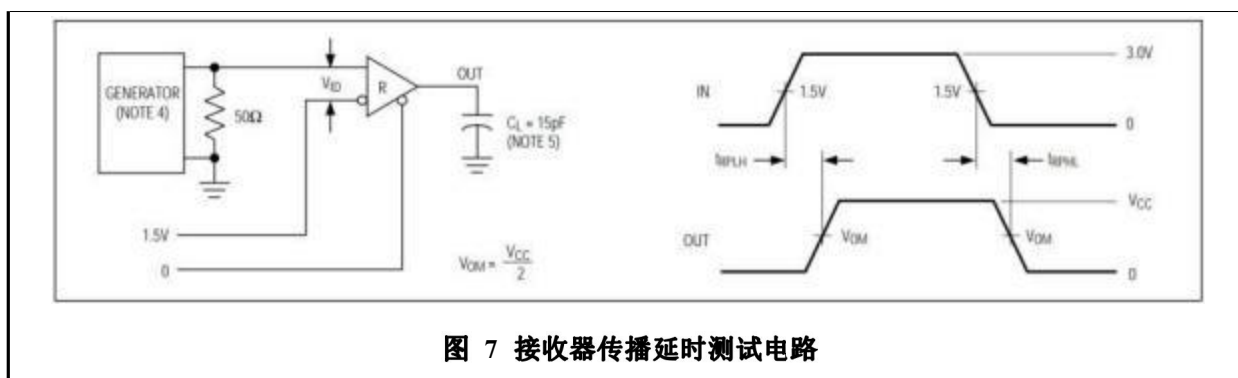 GENERATOR
(NOTE 4)
50Ω
VID
R
OUT
CL = 15pF
(NOTE 5)
1.5V
0
VOM = VCC/2
IN
1.5V
1.5V
3.0V
0
tRPLH
tRPHL
OUT
VOM
VOM
VCC
0
图 7 接收器传播延时测试电路